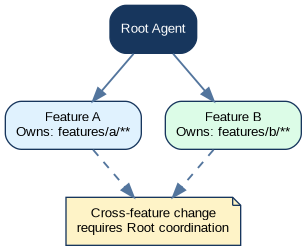 Root Agent
Feature A
Owns: features/a/**
Feature B
Owns: features/b/**
Cross-feature change
requires Root coordination